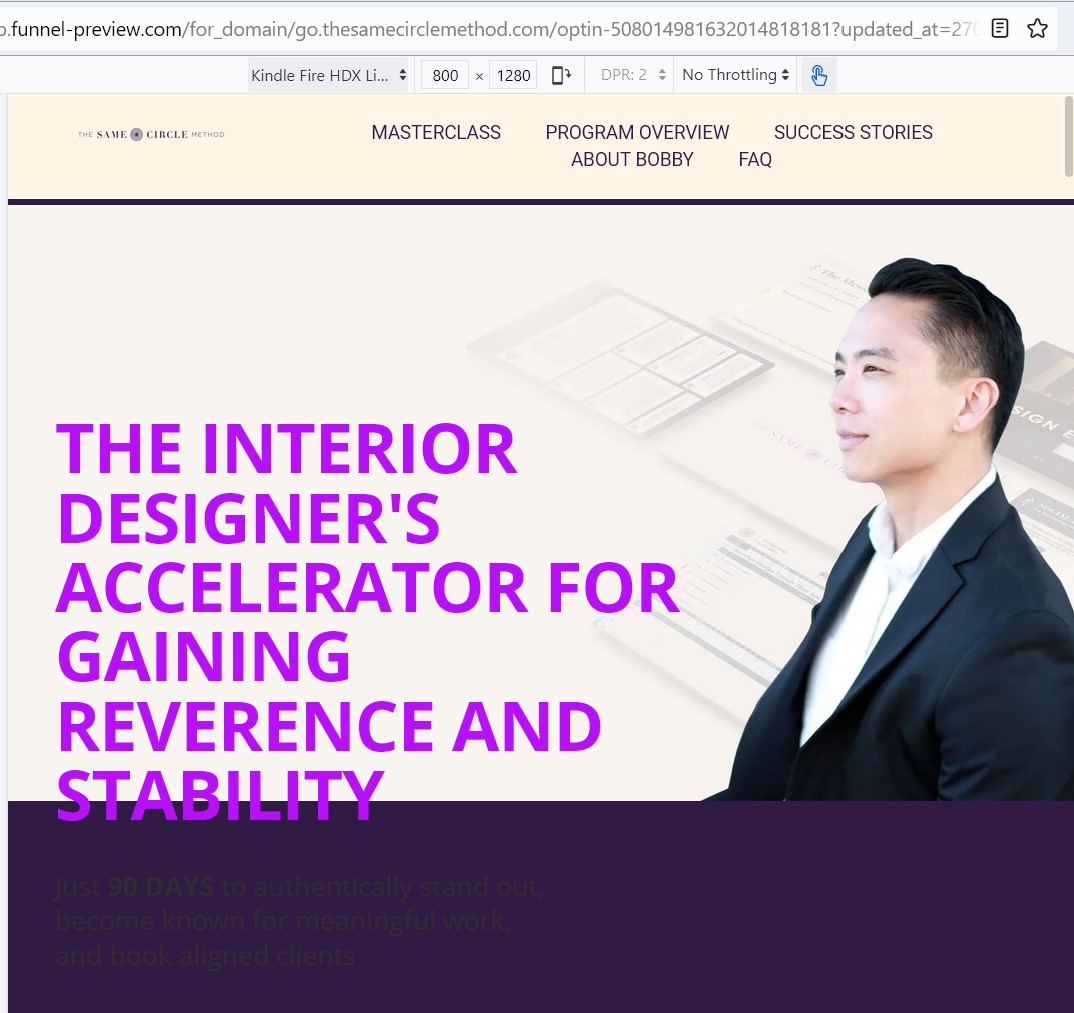 .funnel-preview.com/for_domain/go.thesamecirclemethod.com/optin-508014981632014818181?updated_at=27
Kindle Fire HDX Li... 800 × 1280 DPR: 2 No Throttling
THE SAME CIRCLE METHOD
MASTERCLASS PROGRAM OVERVIEW SUCCESS STORIES
ABOUT BOBBY FAQ
THE INTERIOR
DESIGNER'S
ACCELERATOR FOR
GAINING
REVERENCE AND
STABILITY
Just 90 DAYS to authentically stand out,
become known for meaningful work,
and book aligned clients